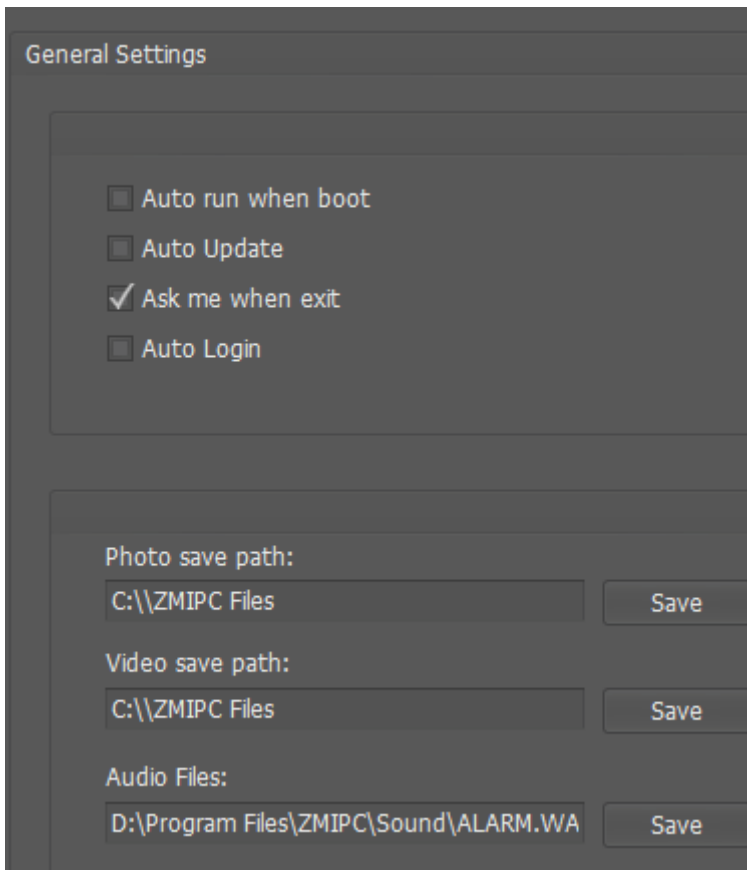 General Settings
Auto run when boot
Auto Update
Ask me when exit
Auto Login
Photo save path:
C:\\ZMIPC Files
Save
Video save path:
C:\\ZMIPC Files
Save
Audio Files:
D:\Program Files\ZMIPC\Sound\ALARM.WA
Save